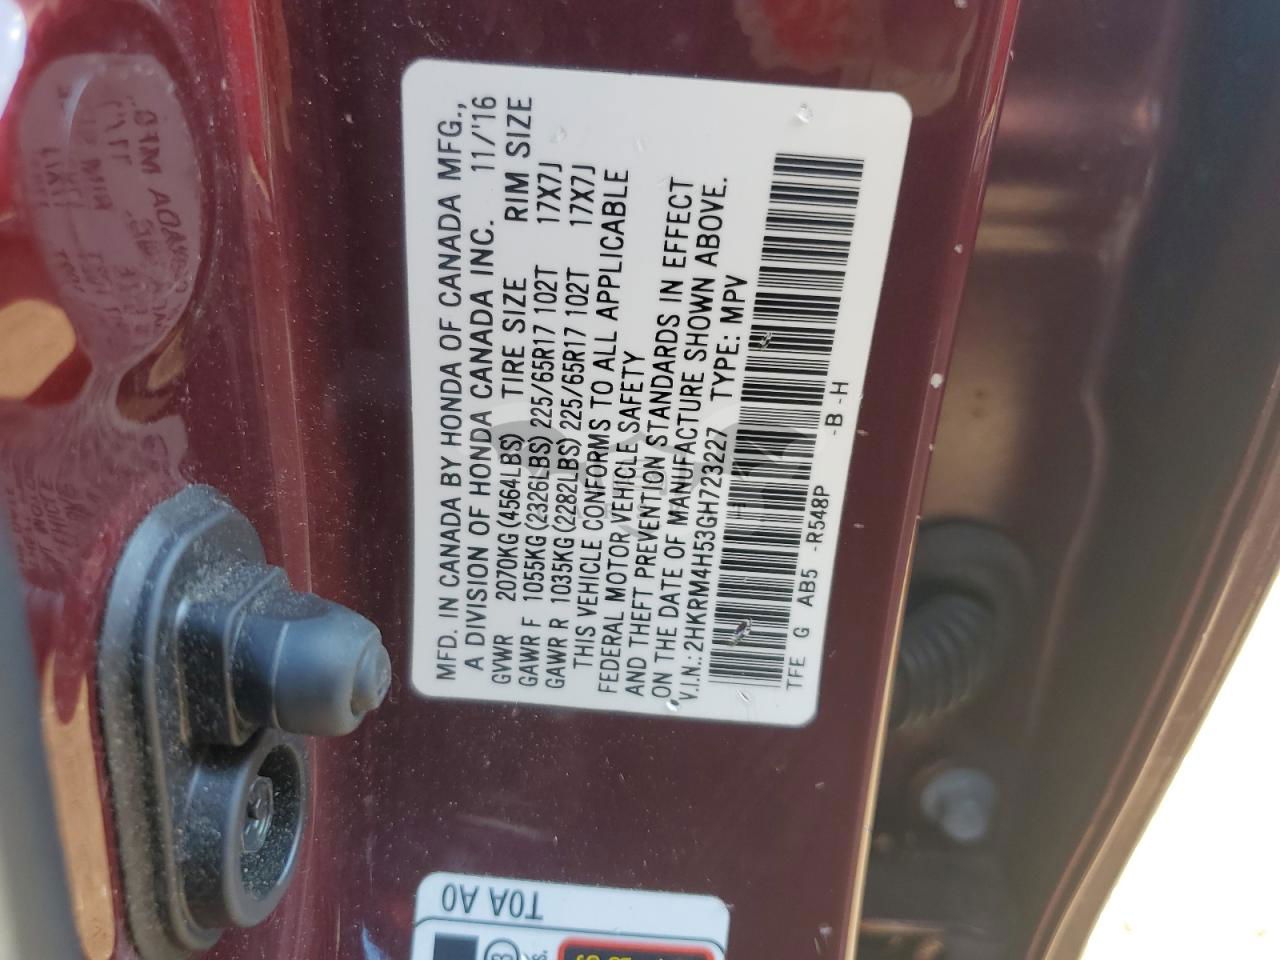 MFD. IN CANADA BY HONDA OF CANADA MFG.,
A DIVISION OF HONDA CANADA INC. 11/'16
GVWR 2070KG(4564LBS) TIRE SIZE RIM SIZE
GAWR F 1055KG(2326LBS) 225/65R17 102T 17X7J
GAWR R 1035KG(2282LBS) 225/65R17 102T 17X7J
THIS VEHICLE CONFORMS TO ALL APPLICABLE
FEDERAL MOTOR VEHICLE SAFETY
AND THEFT PREVENTION STANDARDS IN EFFECT
ON THE DATE OF MANUFACTURE SHOWN ABOVE.
V.I.N.: 2HKRM4H53GH723227 TYPE: MPV
TFE G AB5 -R548P -B -H
T0A A0